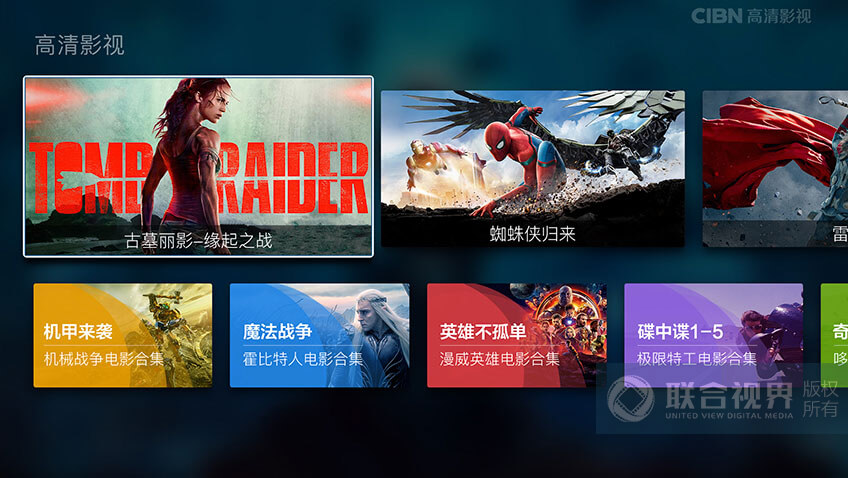 CIBN 高清影视
高清影视
TOMB RAIDER
古墓丽影-缘起之战
蜘蛛侠归来
雷
机甲来袭
机械战争电影合集
魔法战争
霍比特人电影合集
英雄不孤单
漫威英雄电影合集
碟中谍1-5
极限特工电影合集
奇
哆
联合视界
UNITED VIEW DIGITAL MEDIA
版权
所有